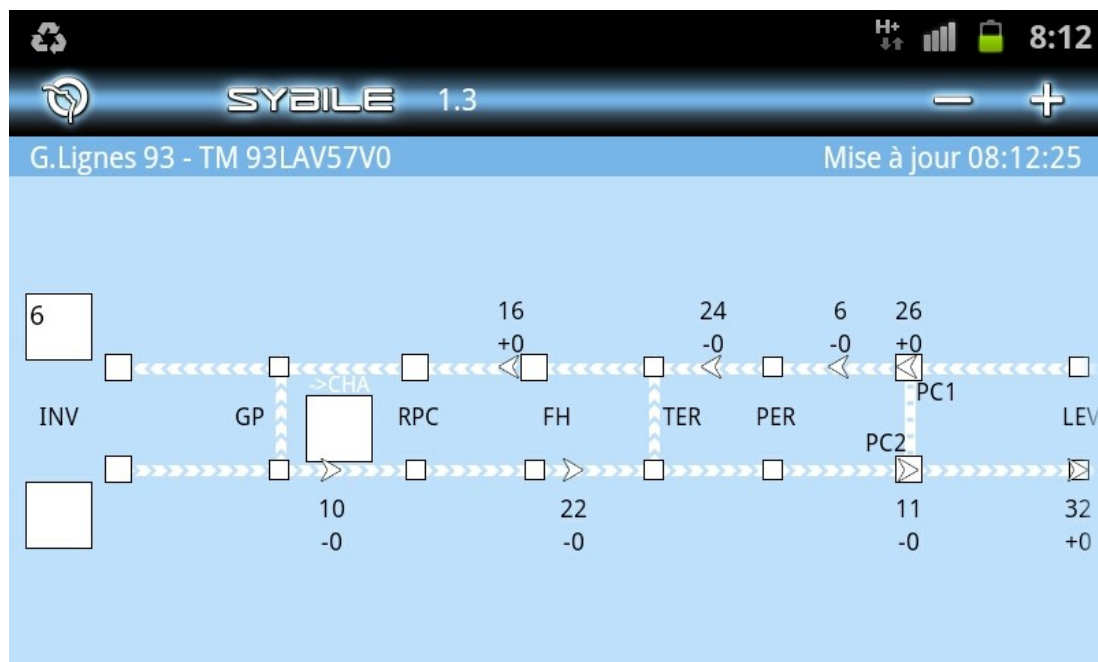 H+ 8:12
SYBILE 1.3 − +
G.Lignes 93 - TM 93LAV57V0 Mise à jour 08:12:25
16 24 6 26
6
+0 -0 -0 +0
->CHA
PC1
INV GP RPC FH TER PER LEV
PC2
10 22 11 32
-0 -0 -0 +0